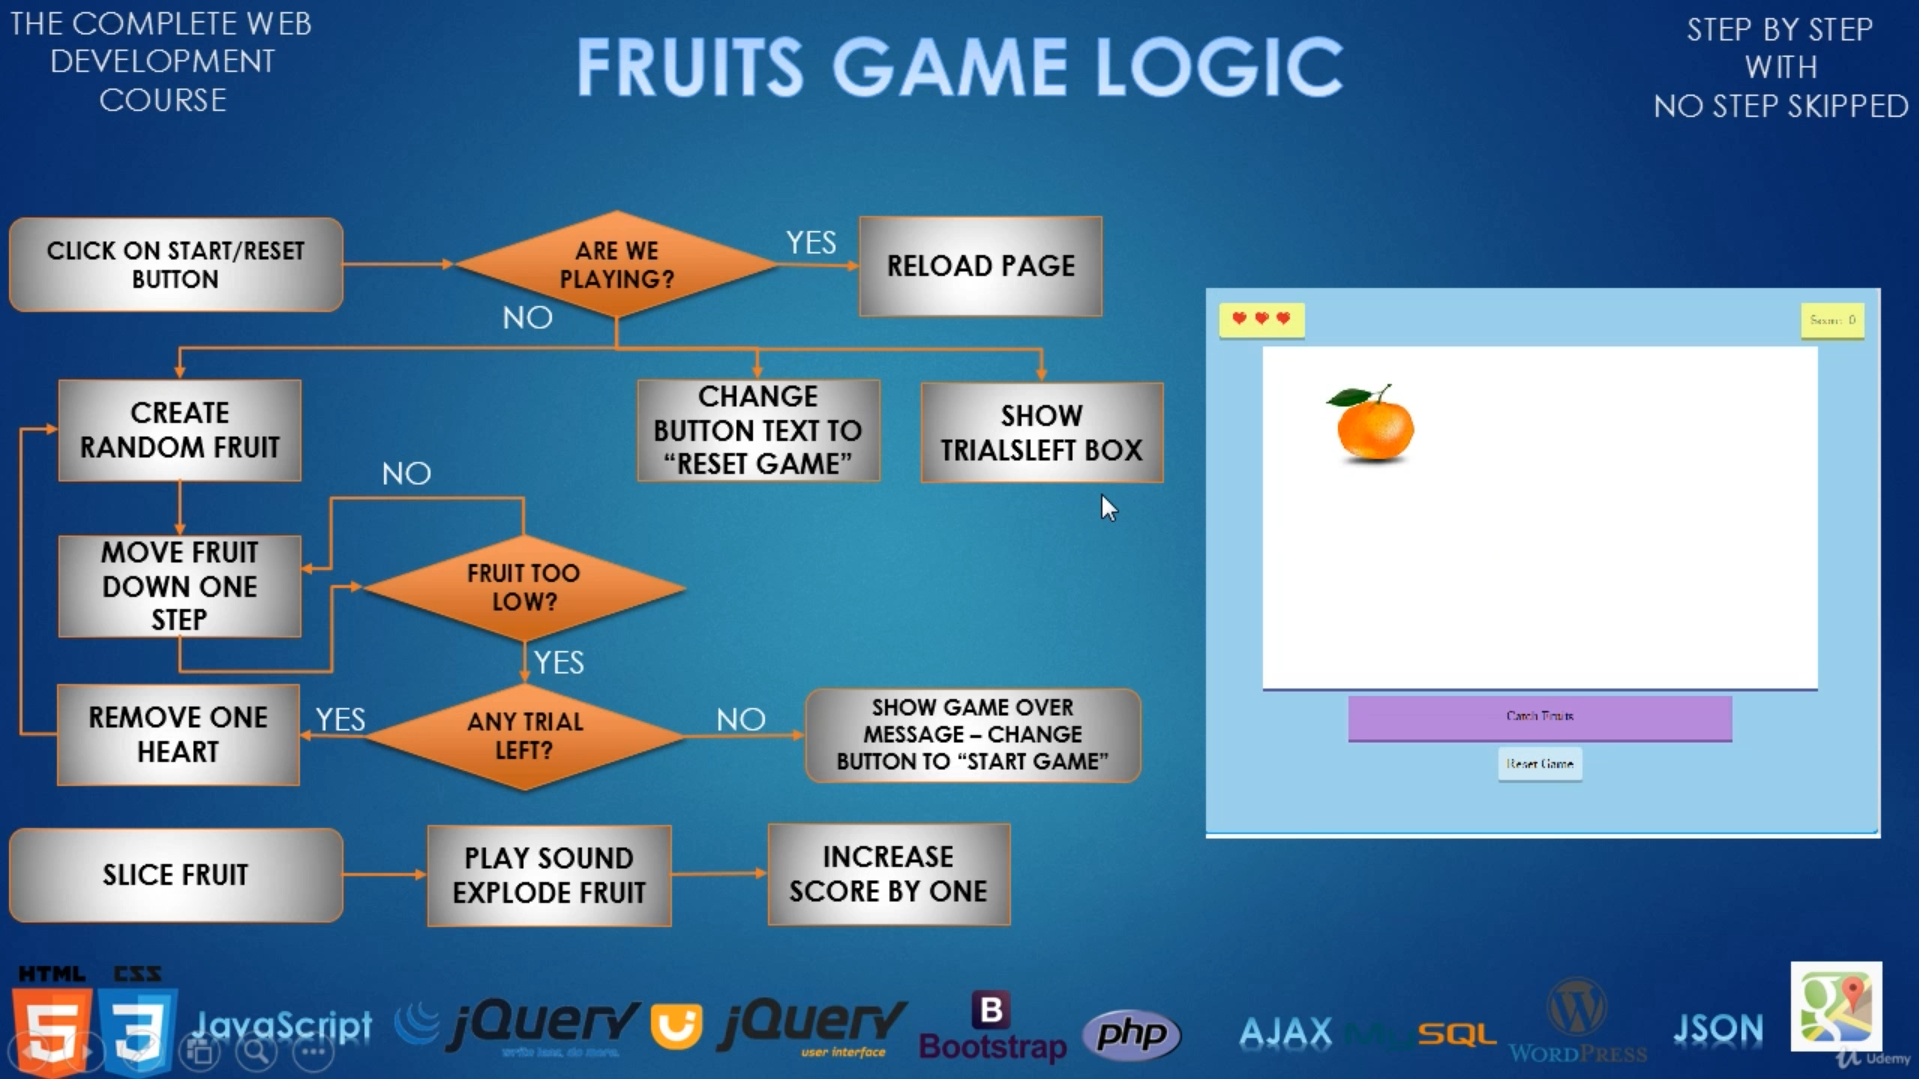 THE COMPLETE WEB
DEVELOPMENT
COURSE
FRUITS GAME LOGIC
STEP BY STEP
WITH
NO STEP SKIPPED
CLICK ON START/RESET
BUTTON
ARE WE
PLAYING?
YES
RELOAD PAGE
NO
CREATE
RANDOM FRUIT
CHANGE
BUTTON TEXT TO
“RESET GAME”
SHOW
TRIALSLEFT BOX
NO
MOVE FRUIT
DOWN ONE
STEP
FRUIT TOO
LOW?
YES
REMOVE ONE
HEART
YES
ANY TRIAL
LEFT?
NO
SHOW GAME OVER
MESSAGE – CHANGE
BUTTON TO “START GAME”
SLICE FRUIT
PLAY SOUND
EXPLODE FRUIT
INCREASE
SCORE BY ONE
Score: 0
Catch Fruits
Reset Game
HTML
5
CSS
3
JavaScript
jQuery
write less, do more.
jQuery
user interface
B
Bootstrap
php
AJAX
MySQL
W
WORDPRESS
JSON
g
Udemy